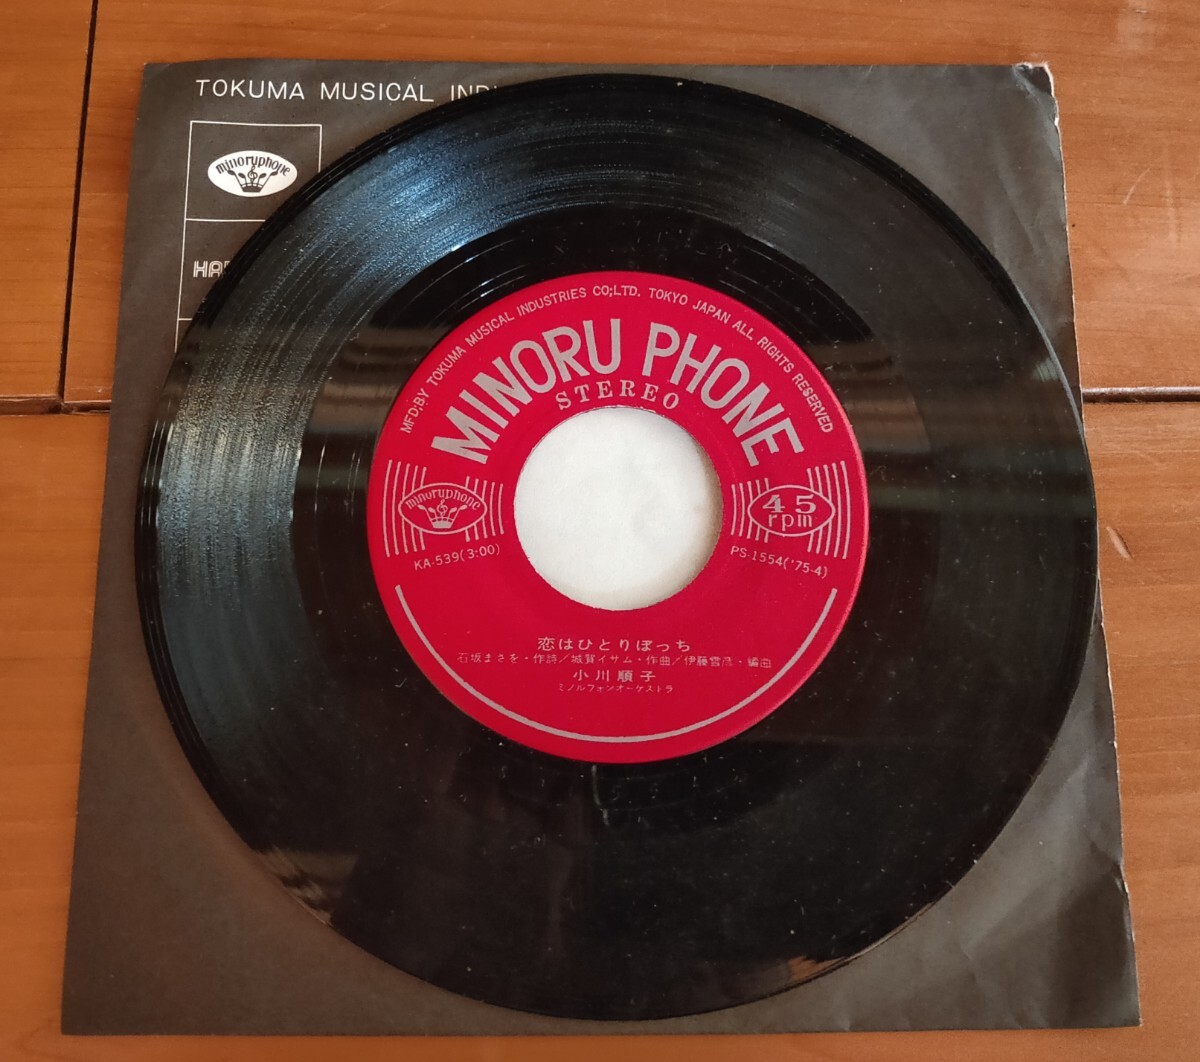 TOKUMA MUSICAL
minoruphone
MFD;BY TOKUMA MUSICAL INDUSTRIES CO;LTD. TOKYO JAPAN ALL RIGHTS RESERVED
MINORU PHONE
STEREO
minoruphone
45
rpm
KA-539(3:00)
PS-1554('75-4)
恋はひとりぼっち
石坂まさを・作詩／城賀イサム・作曲／伊藤雪彦・編曲
小川順子
ミノルフォンオーケストラ